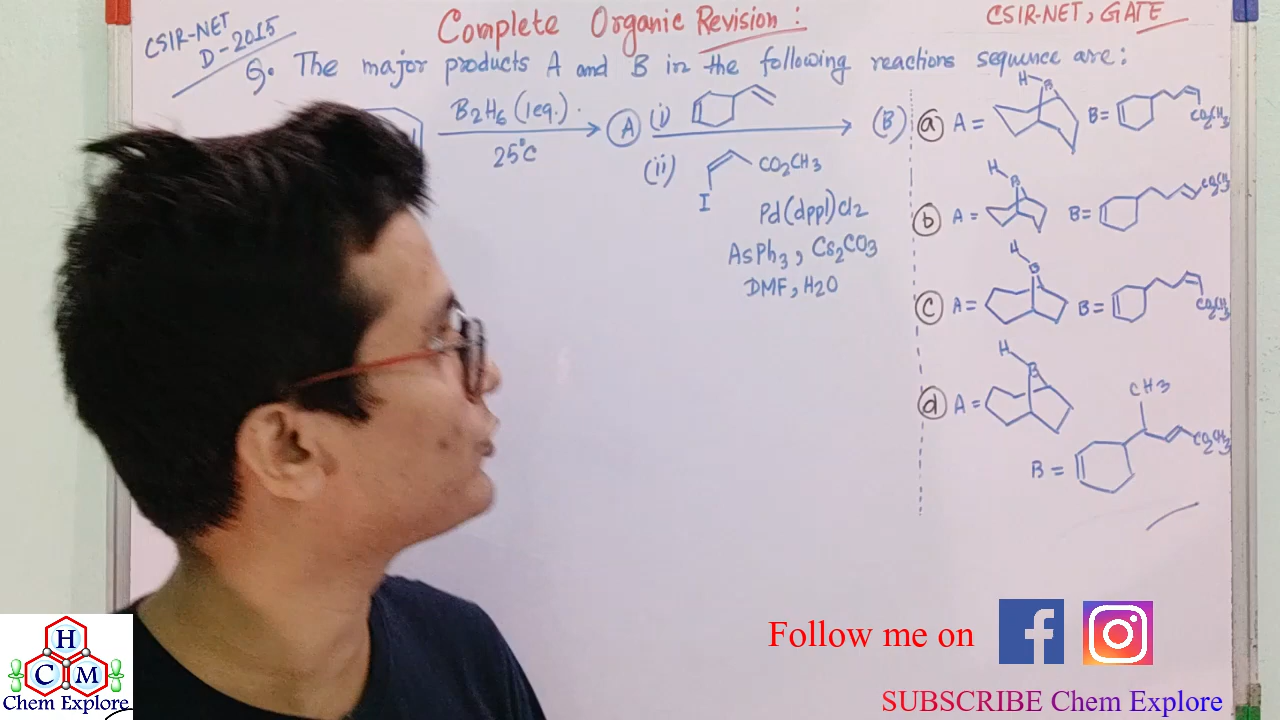 CSIR-NET
D-2015
Complete Organic Revision :
CSIR-NET, GATE
Q. The major products A and B in the following reactions sequence are:
B2H6 (1eq.)
25°C
A
(i)
(ii)
CO2CH3
I
Pd(dppl)Cl2
AsPh3, Cs2CO3
DMF, H2O
(B)
a A = H B B = CO2CH3
b A = H B B = CO2CH3
c A = H B B = CO2CH3
d A = H B
CH3
B = CO2CH3
Follow me on
f
SUBSCRIBE Chem Explore
H
C M
Chem Explore